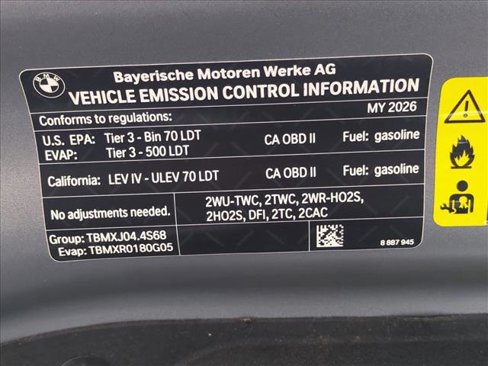 BMW
Bayerische Motoren Werke AG
VEHICLE EMISSION CONTROL INFORMATION
Conforms to regulations: MY 2026
U.S. EPA: Tier 3 - Bin 70 LDT CA OBD II Fuel: gasoline
EVAP: Tier 3 - 500 LDT
California: LEV IV - ULEV 70 LDT CA OBD II Fuel: gasoline
No adjustments needed. 2WU-TWC, 2TWC, 2WR-HO2S,
2HO2S, DFI, 2TC, 2CAC
Group: TBMXJ04.4S68
Evap: TBMXR0180G05
8 887 945